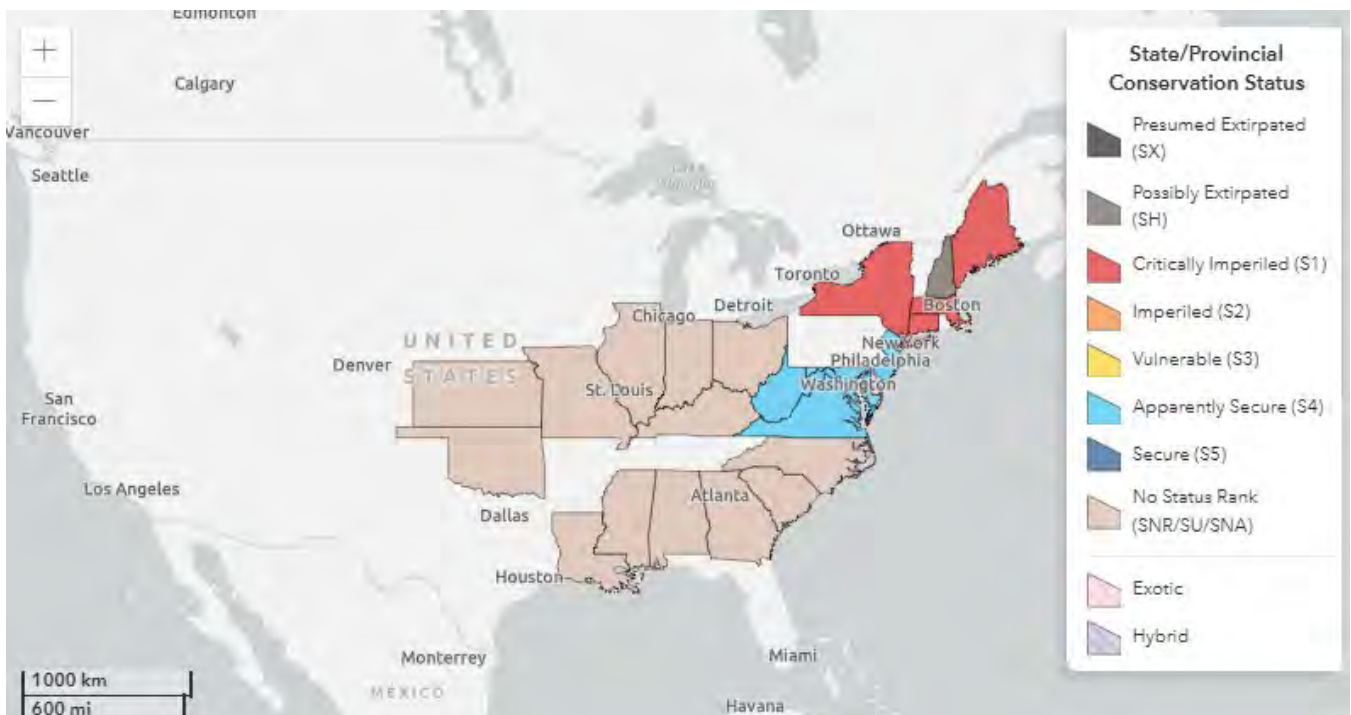 Edmonton
+
Calgary
−
Vancouver
Seattle
Ottawa
Toronto
Detroit
Boston
Chicago
UNITED
New York
Denver
Philadelphia
STATES
Washington
St. Louis
San
Francisco
Los Angeles
Atlanta
Dallas
Houston
Monterrey
Miami
MÉXICO
Havana
1000 km
600 mi
State/Provincial
Conservation Status
Presumed Extirpated
(SX)
Possibly Extirpated
(SH)
Critically Imperiled (S1)
Imperiled (S2)
Vulnerable (S3)
Apparently Secure (S4)
Secure (S5)
No Status Rank
(SNR/SU/SNA)
Exotic
Hybrid